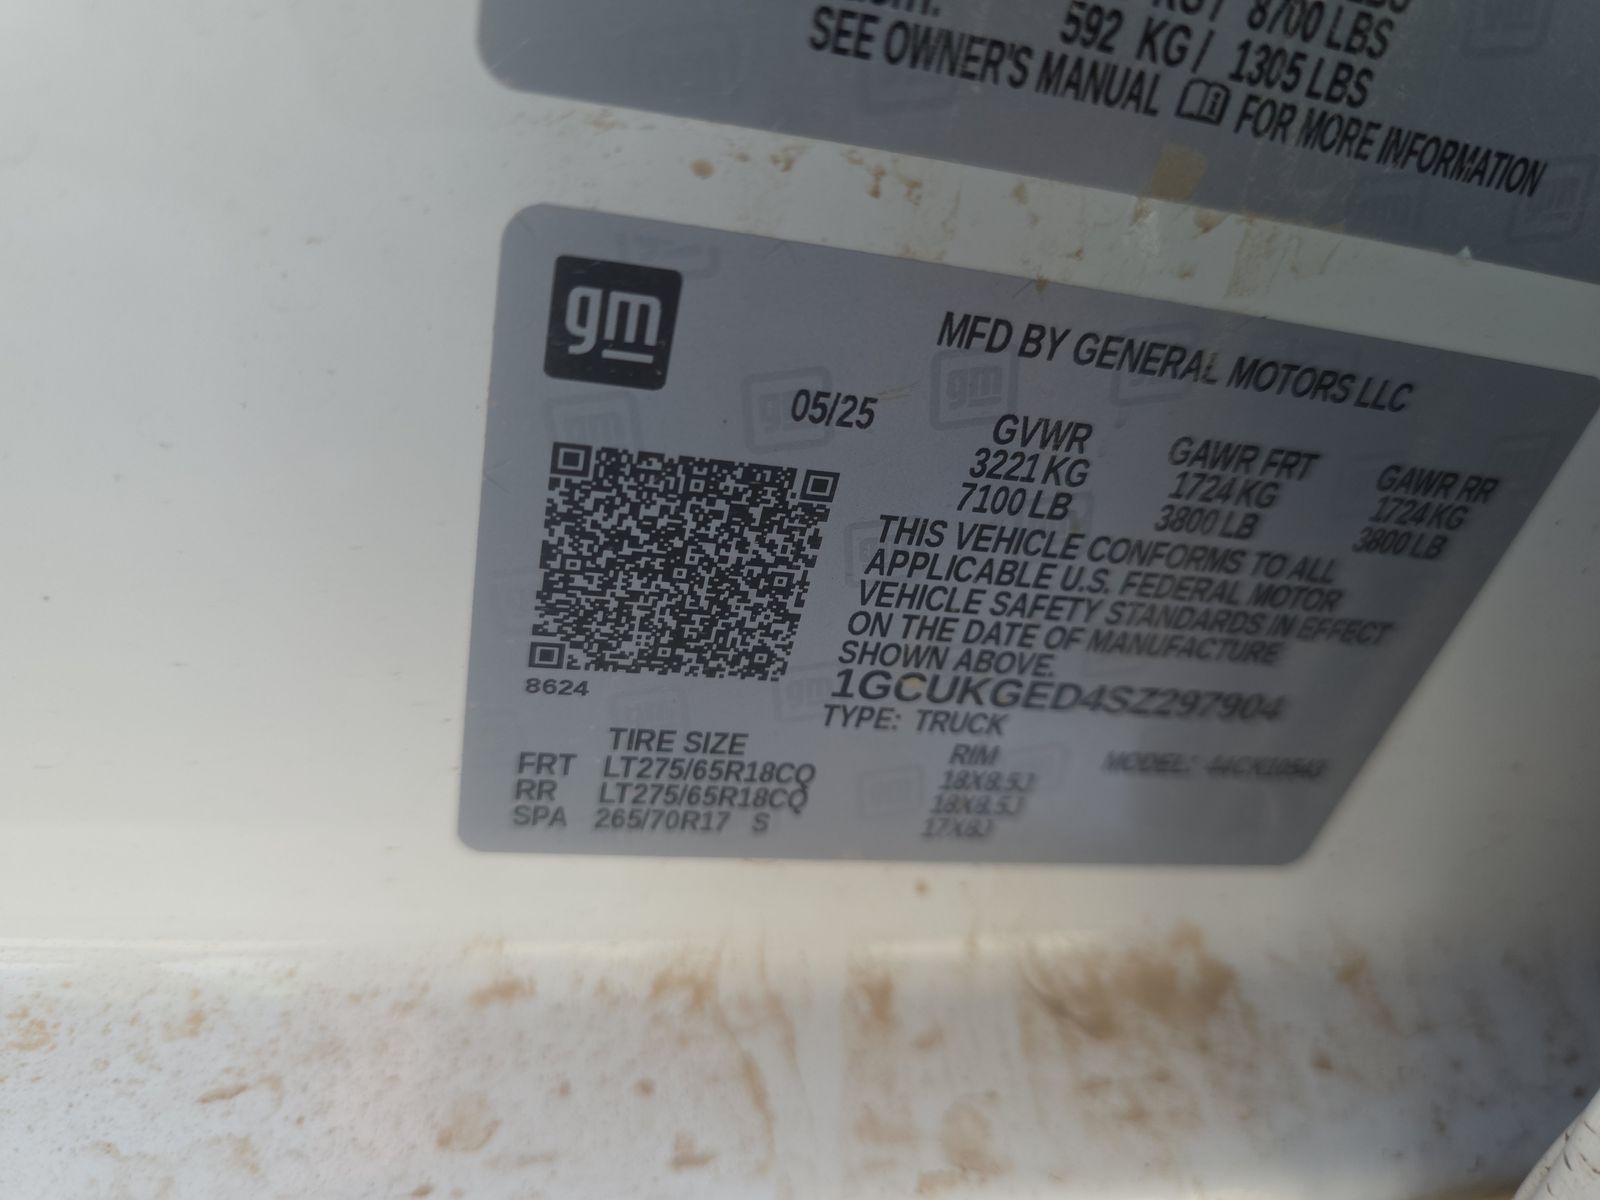 KG / 8700 LBS
592 KG / 1305 LBS
SEE OWNER'S MANUAL FOR MORE INFORMATION
gm
MFD BY GENERAL MOTORS LLC
05/25
GVWR GAWR FRT GAWR RR
3221 KG 1724 KG 1724 KG
7100 LB 3800 LB 3800 LB
THIS VEHICLE CONFORMS TO ALL
APPLICABLE U.S. FEDERAL MOTOR
VEHICLE SAFETY STANDARDS IN EFFECT
ON THE DATE OF MANUFACTURE
SHOWN ABOVE.
8624
1GCUKGED4SZ297904
TYPE: TRUCK
TIRE SIZE RIM MODEL:
FRT LT275/65R18CQ 18X8.5J
RR LT275/65R18CQ 18X8.5J
SPA 265/70R17 S 17X8J